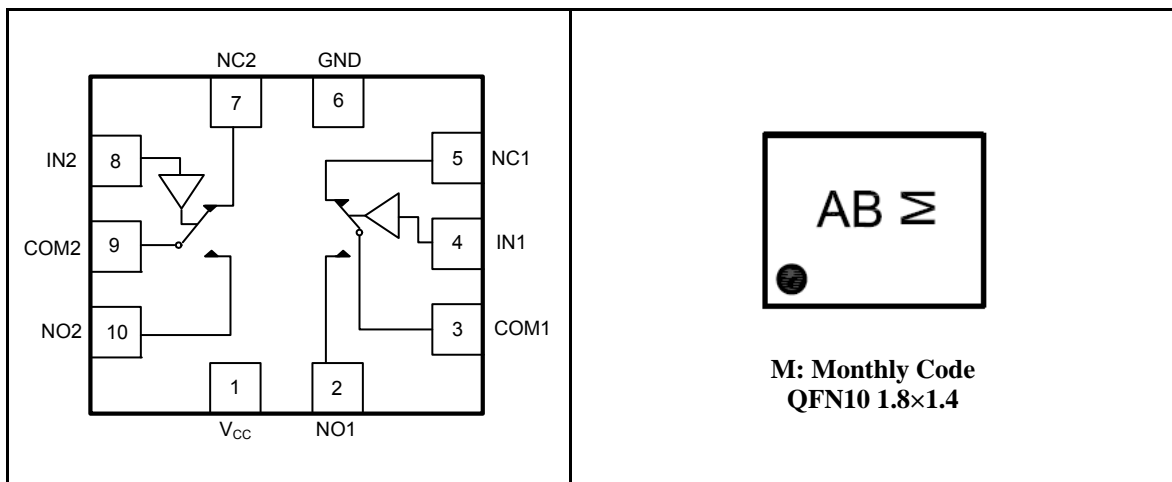 NC2 GND
7 6
IN2 8
5 NC1
COM2 9
4 IN1
NO2 10
3 COM1
1 2
VCC NO1
AB M
M: Monthly Code
QFN10 1.8×1.4